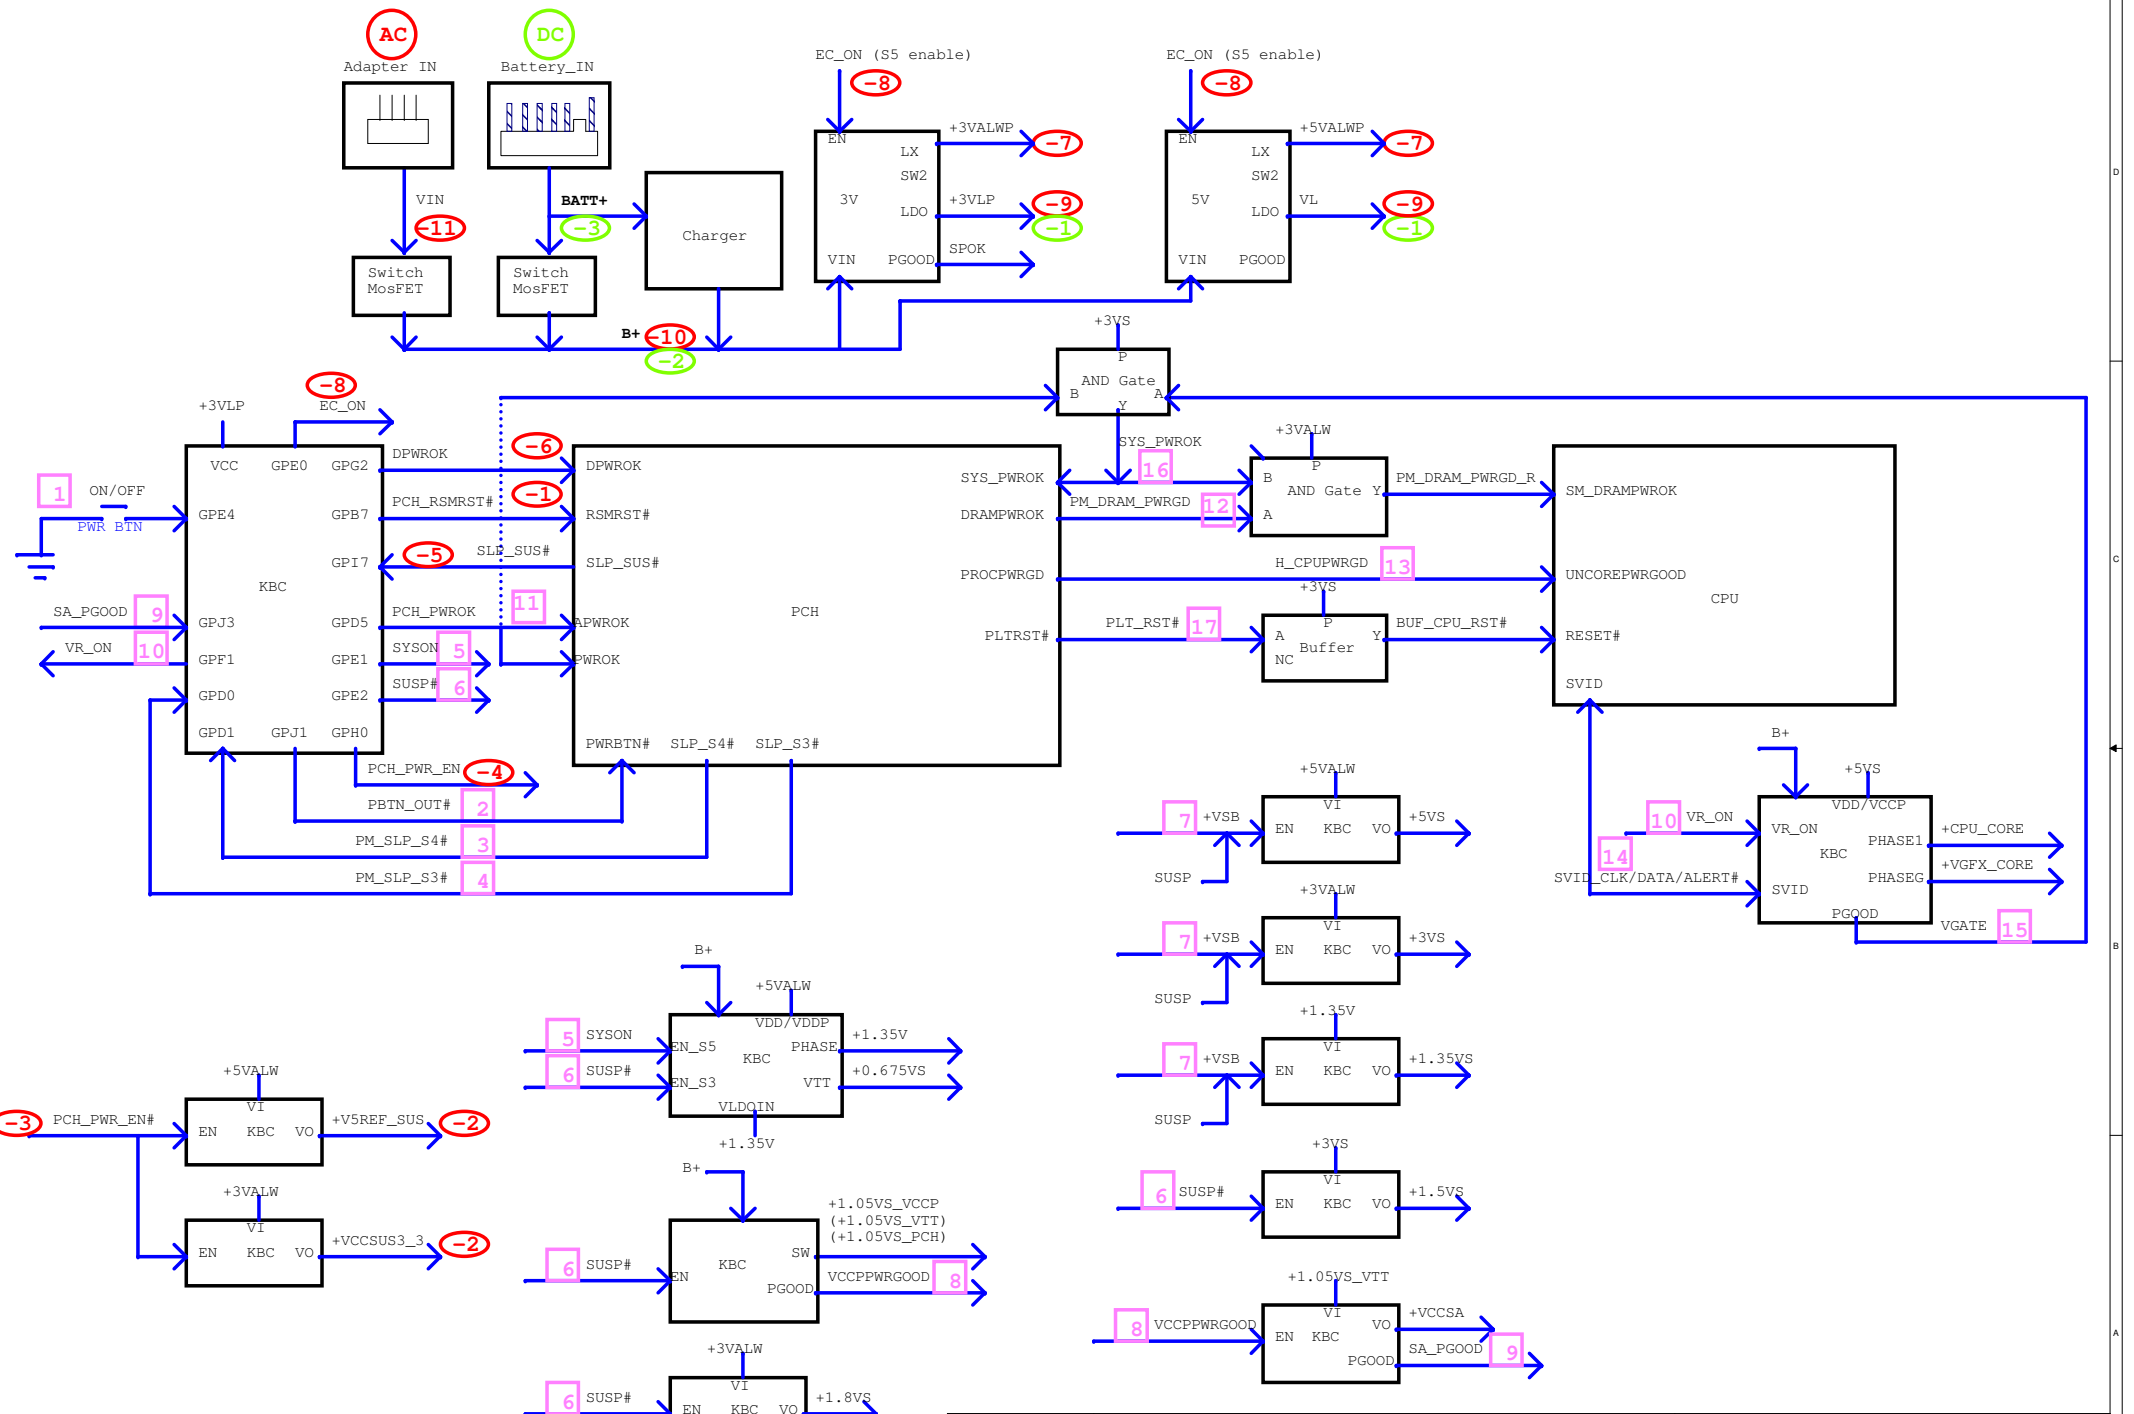 AC
DC
Adapter IN
Battery_IN
EC_ON (S5 enable)
-8
EC_ON (S5 enable)
-8
EN
LX
SW2
3V
LDO
VIN
PGOOD
+3VALWP
-7
+3VLP
-9
-1
SPOK
EN
LX
SW2
5V
LDO
VIN
PGOOD
+5VALWP
-7
VL
-9
-1
VIN
-11
BATT+
-3
Charger
Switch
MosFET
Switch
MosFET
B+
-10
-2
+3VS
P
AND Gate
B
A
Y
-8
+3VLP
EC_ON
VCC
GPE0
GPG2
GPE4
GPB7
GPI7
KBC
GPJ3
GPD5
GPF1
GPE1
GPD0
GPE2
GPD1
GPJ1
GPH0
1
ON/OFF
PWR BTN
SA_PGOOD
9
VR_ON
10
DPWROK
-6
PCH_RSMRST#
-1
-5
SLP_SUS#
PCH_PWROK
11
SYSON
5
SUSP#
6
PCH_PWR_EN
-4
PBTN_OUT#
2
PM_SLP_S4#
3
PM_SLP_S3#
4
DPWROK
RSMRST#
SLP_SUS#
APWROK
PWROK
PCH
PWRBTN#
SLP_S4#
SLP_S3#
SYS_PWROK
DRAMPWROK
PROCPWRGD
PLTRST#
SYS_PWROK
16
PM_DRAM_PWRGD
12
+3VALW
P
B
AND Gate
Y
A
PM_DRAM_PWRGD_R
H_CPUPWRGD
13
+3VS
P
PLT_RST#
17
A
Y
Buffer
NC
BUF_CPU_RST#
SM_DRAMPWROK
UNCOREPWRGOOD
CPU
RESET#
SVID
B+
+5VS
VDD/VCCP
10
VR_ON
VR_ON
PHASE1
+CPU_CORE
KBC
14
+VGFX_CORE
PHASEG
SVID_CLK/DATA/ALERT#
SVID
PGOOD
VGATE
15
+5VALW
VI
7
+VSB
EN
KBC
VO
+5VS
SUSP
+3VALW
VI
7
+VSB
EN
KBC
VO
+3VS
SUSP
+1.35V
VI
7
+VSB
EN
KBC
VO
+1.35VS
SUSP
+3VS
VI
6
SUSP#
EN
KBC
VO
+1.5VS
+1.05VS_VTT
VI
8
VCCPPWRGOOD
EN
KBC
VO
+VCCSA
PGOOD
SA_PGOOD
9
B+
+5VALW
VDD/VDDP
5
SYSON
EN_S5
KBC
PHASE
+1.35V
6
SUSP#
EN_S3
VTT
+0.675VS
VLDOIN
+1.35V
B+
+1.05VS_VCCP
(+1.05VS_VTT)
(+1.05VS_PCH)
6
SUSP#
EN
KBC
SW
PGOOD
VCCPPWRGOOD
8
+3VALW
VI
6
SUSP#
EN
KBC
VO
+1.8VS
+5VALW
VI
-3
PCH_PWR_EN#
EN
KBC
VO
+V5REF_SUS
-2
+3VALW
VI
EN
KBC
VO
+VCCSUS3_3
-2
D
C
B
A